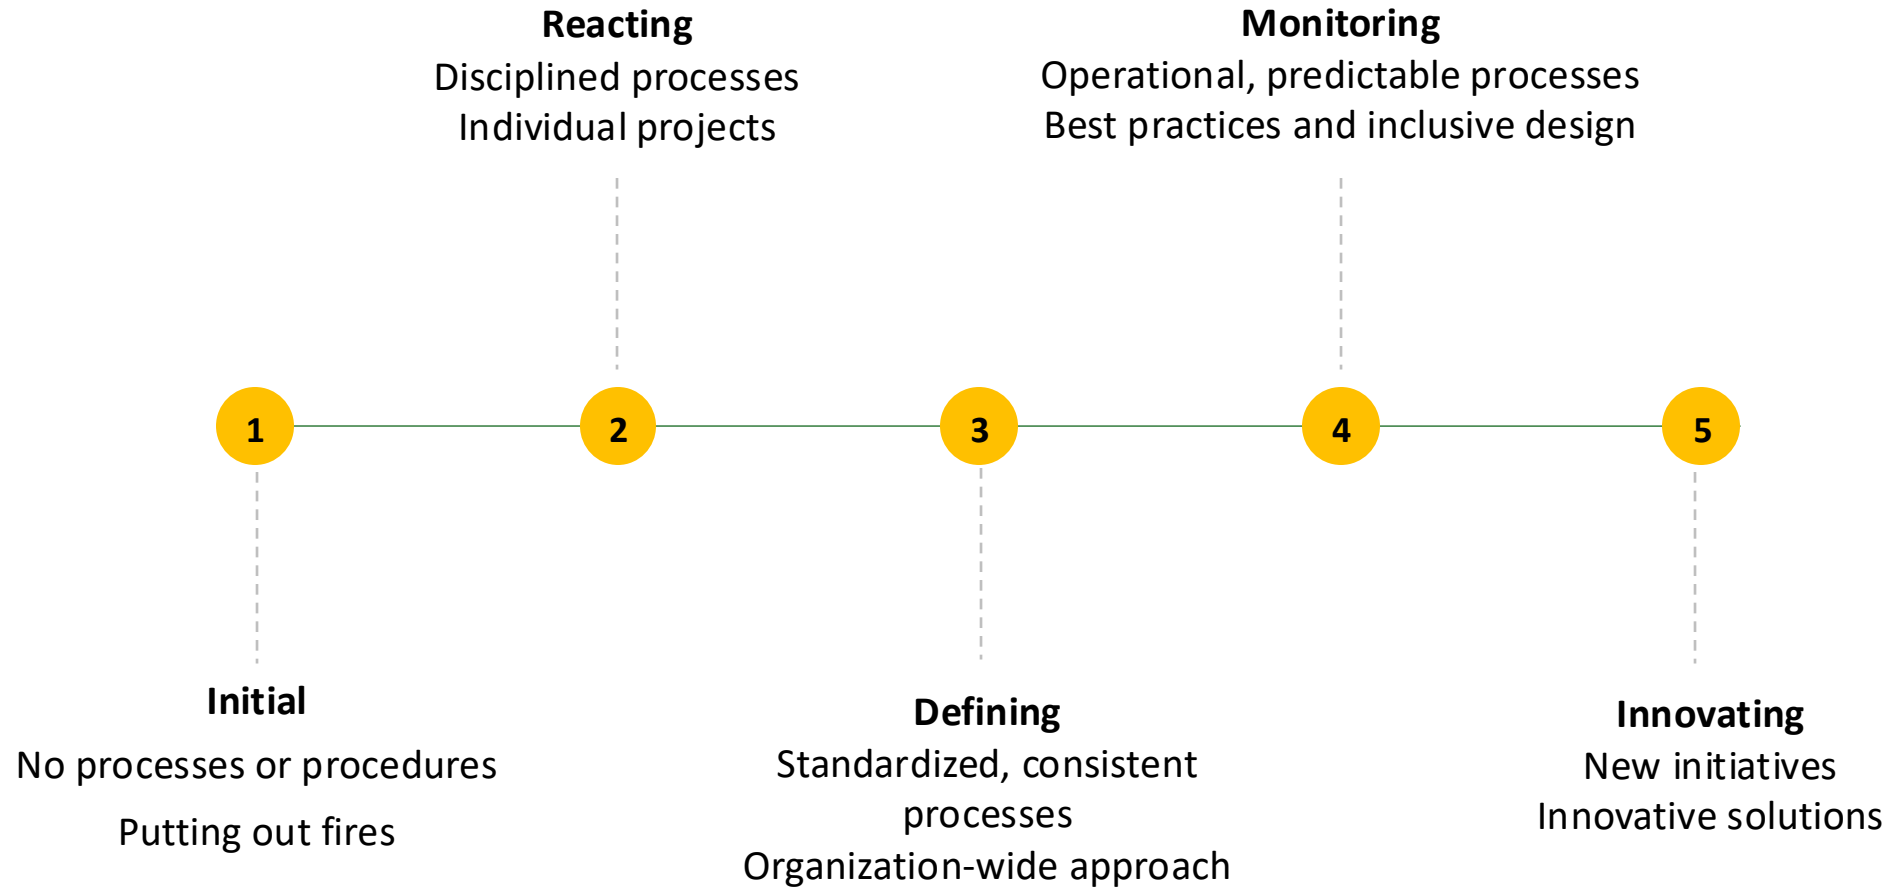 Reacting
Disciplined processes
Individual projects
Monitoring
Operational, predictable processes
Best practices and inclusive design
1
2
3
4
5
Initial
No processes or procedures
Putting out fires
Defining
Standardized, consistent
processes
Organization-wide approach
Innovating
New initiatives
Innovative solutions